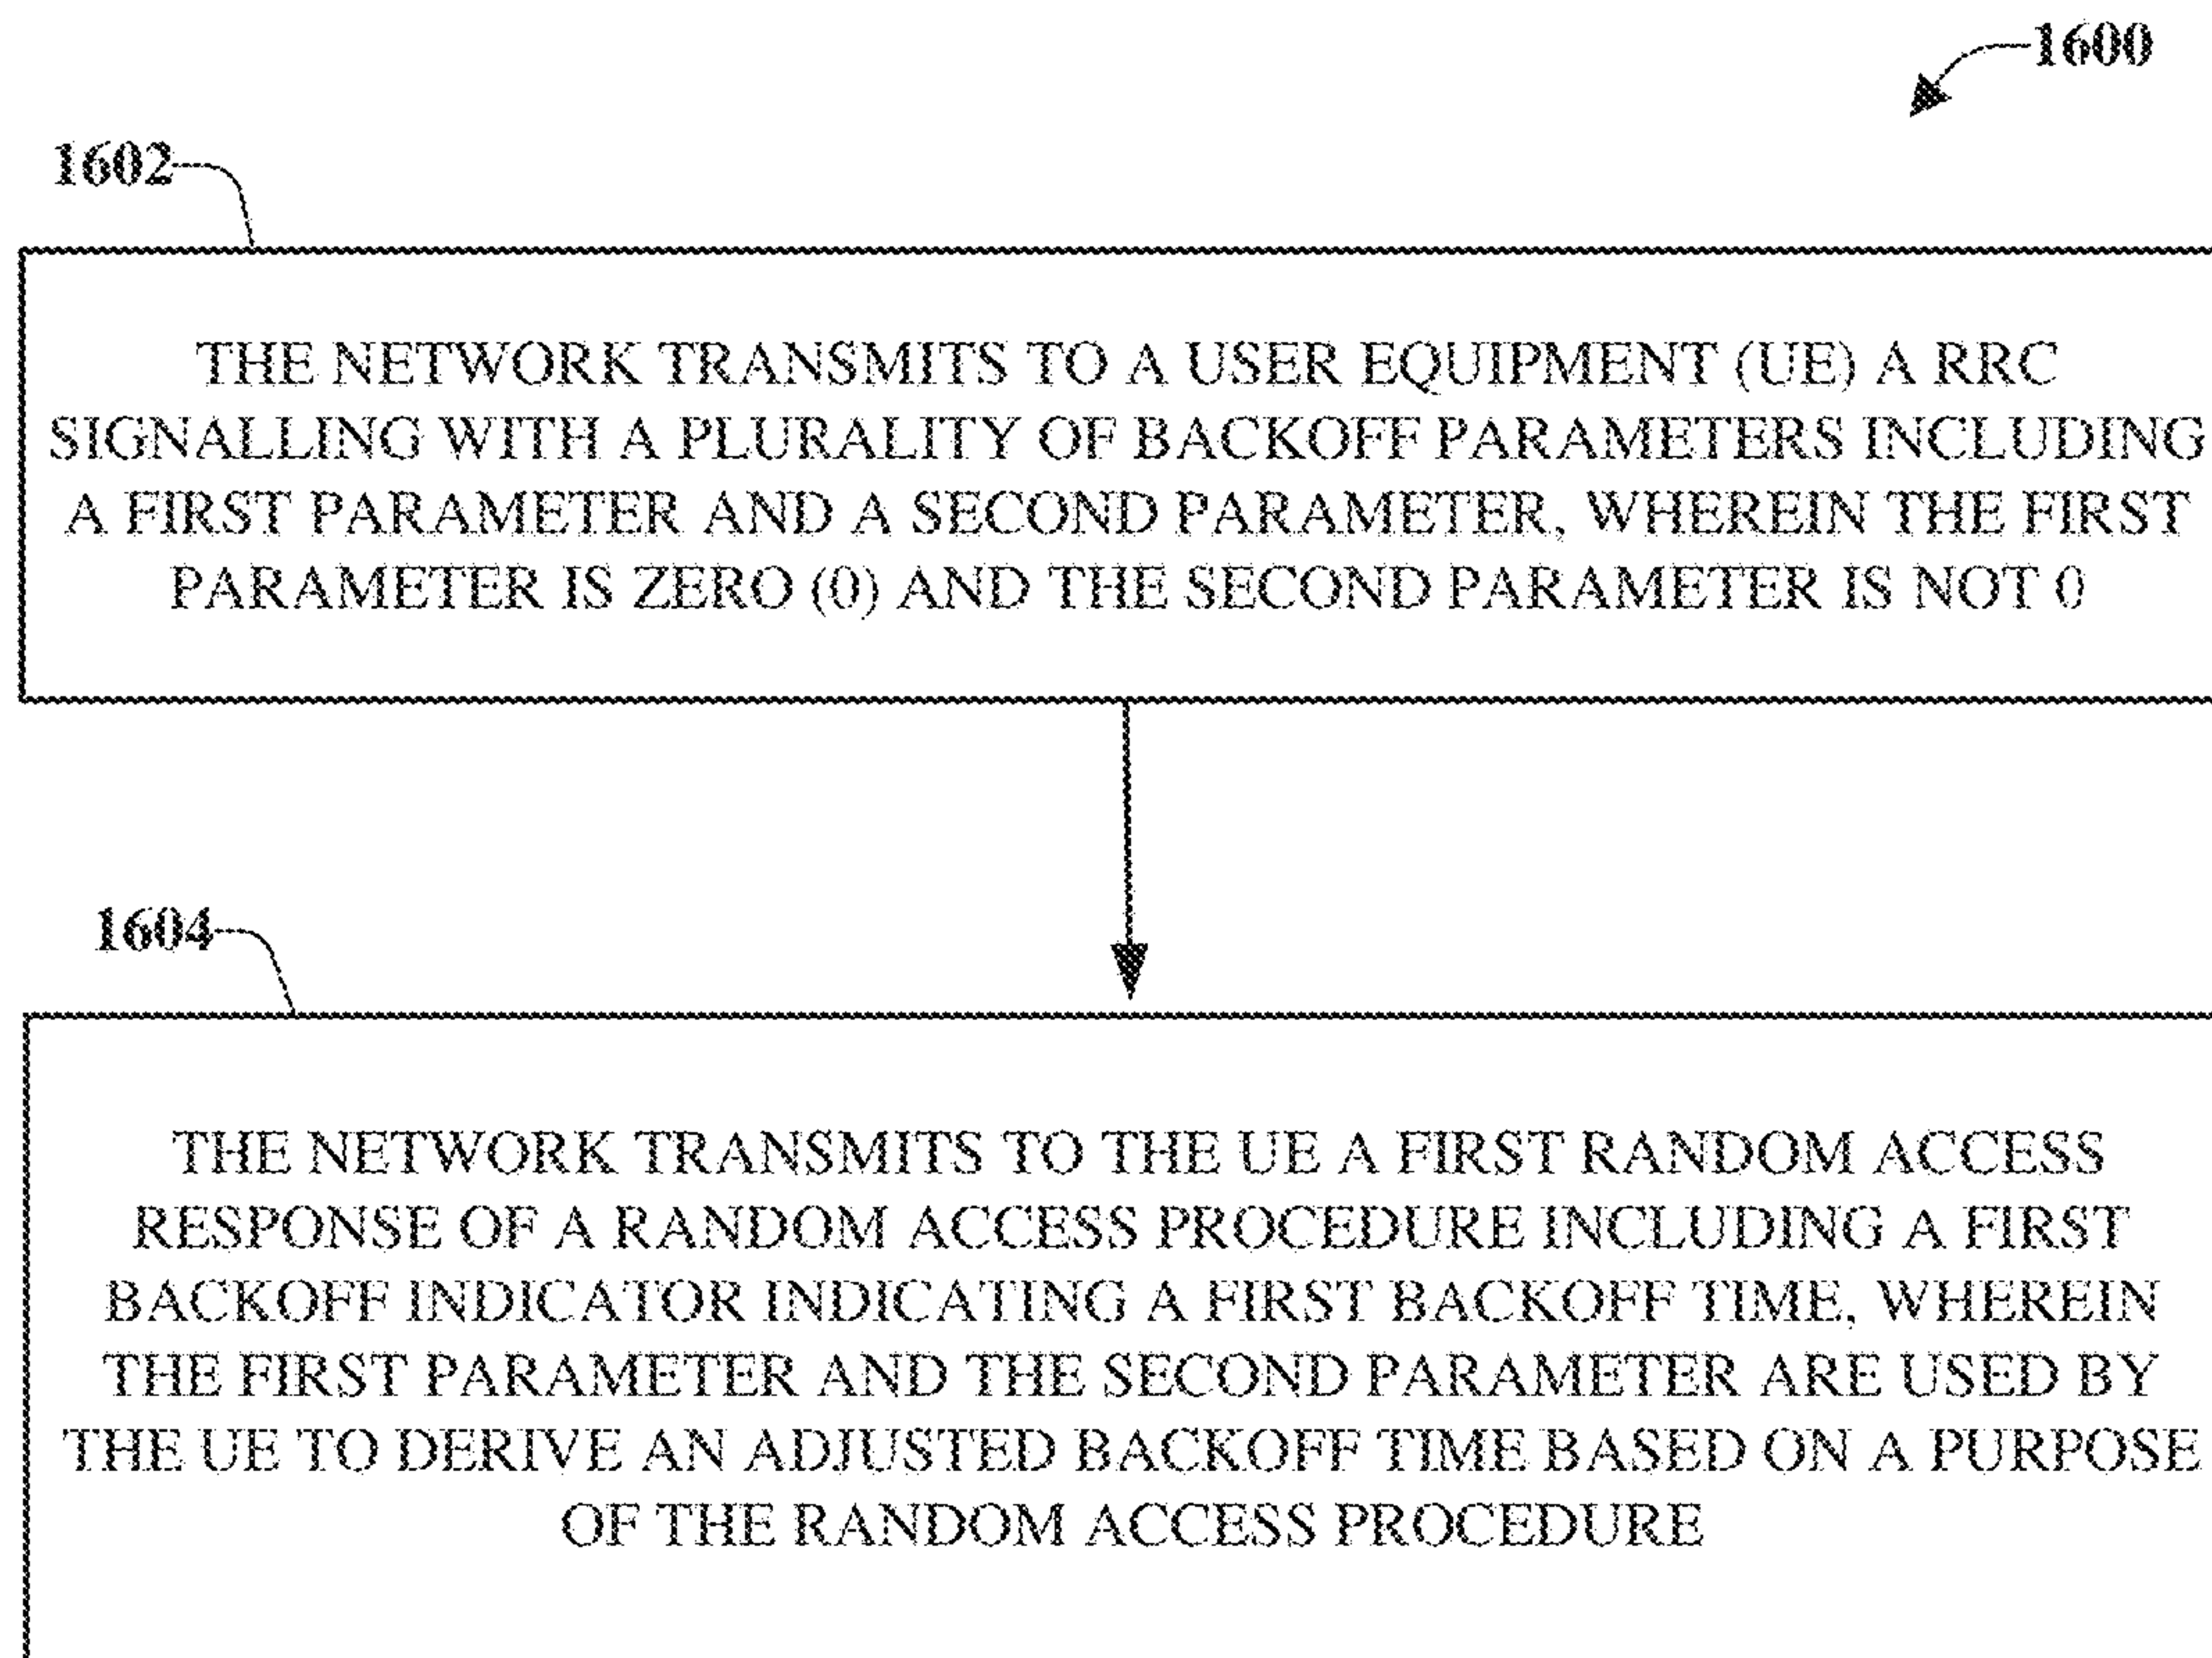 1600
1602
THE NETWORK TRANSMITS TO A USER EQUIPMENT (UE) A RRC
SIGNALLING WITH A PLURALITY OF BACKOFF PARAMETERS INCLUDING
A FIRST PARAMETER AND A SECOND PARAMETER, WHEREIN THE FIRST
PARAMETER IS ZERO (0) AND THE SECOND PARAMETER IS NOT 0
1604
THE NETWORK TRANSMITS TO THE UE A FIRST RANDOM ACCESS
RESPONSE OF A RANDOM ACCESS PROCEDURE INCLUDING A FIRST
BACKOFF INDICATOR INDICATING A FIRST BACKOFF TIME, WHEREIN
THE FIRST PARAMETER AND THE SECOND PARAMETER ARE USED BY
THE UE TO DERIVE AN ADJUSTED BACKOFF TIME BASED ON A PURPOSE
OF THE RANDOM ACCESS PROCEDURE